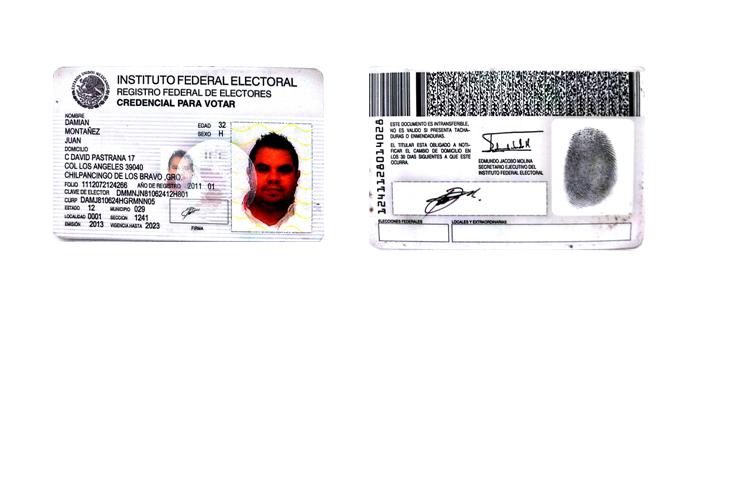 INSTITUTO FEDERAL ELECTORAL
REGISTRO FEDERAL DE ELECTORES
CREDENCIAL PARA VOTAR
NOMBRE
DAMIAN
MONTAÑEZ
JUAN
EDAD 32
SEXO H
DOMICILIO
C DAVID PASTRANA 17
COL LOS ANGELES 39040
CHILPANCINGO DE LOS BRAVO ,GRO.
FOLIO 1112072124266 AÑO DE REGISTRO 2011 01
CLAVE DE ELECTOR DMMNJN81062412H801
CURP DAMJ810624HGRMNN05
ESTADO 12 MUNICIPIO 029
LOCALIDAD 0001 SECCION 1241
EMISIÓN 2013 VIGENCIA HASTA 2023
FIRMA
1241128014028
ESTE DOCUMENTO ES INTRANSFERIBLE,
NO ES VALIDO SI PRESENTA TACHA-
DURAS O ENMENDADURAS.
EL TITULAR ESTA OBLIGADO A NOTI-
FICAR EL CAMBIO DE DOMICILIO EN
LOS 30 DIAS SIGUIENTES A QUE ESTE
OCURRA.
EDMUNDO JACOBO MOLINA
SECRETARIO EJECUTIVO DEL
INSTITUTO FEDERAL ELECTORAL
ELECCIONES FEDERALES
LOCALES Y EXTRAORDINARIAS